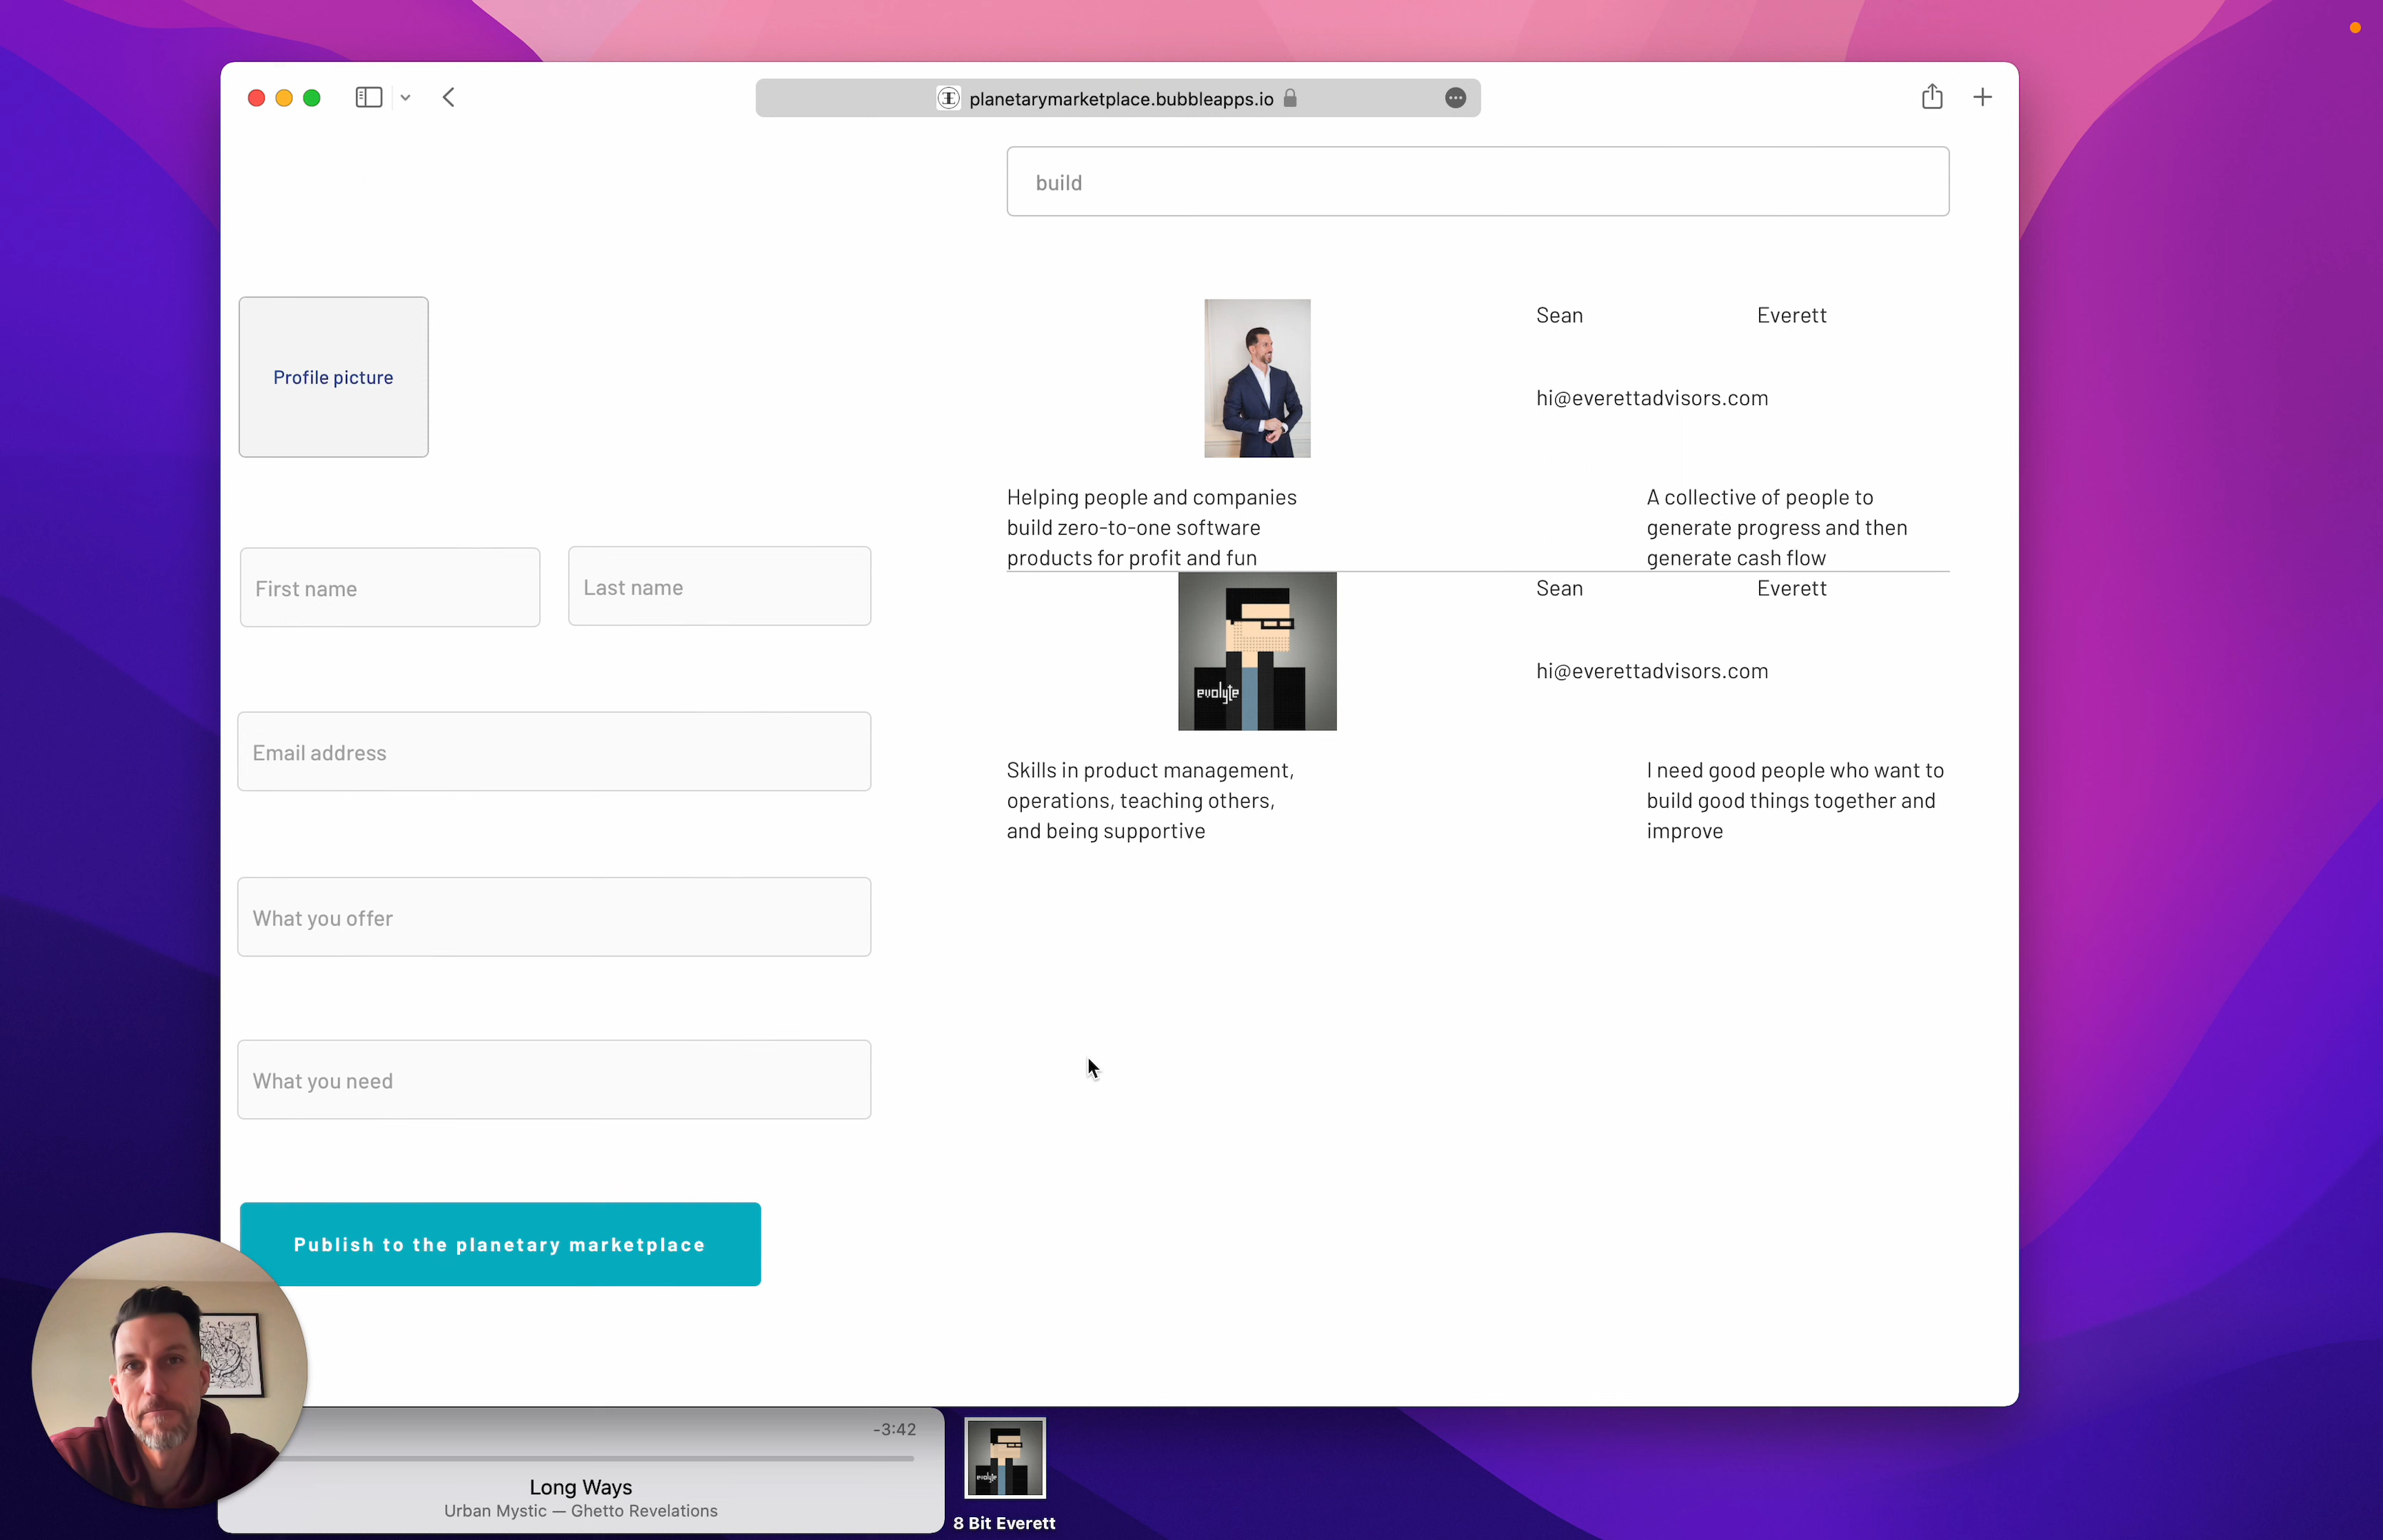 planetarymarketplace.bubbleapps.io
build
Profile picture
First name
Last name
Email address
What you offer
What you need
Publish to the planetary marketplace
Sean
Everett
hi@everettadvisors.com
Helping people and companies
build zero-to-one software
products for profit and fun
A collective of people to
generate progress and then
generate cash flow
evolyte
Sean
Everett
hi@everettadvisors.com
Skills in product management,
operations, teaching others,
and being supportive
I need good people who want to
build good things together and
improve
-3:42
Long Ways
Urban Mystic — Ghetto Revelations
evolyte
8 Bit Everett